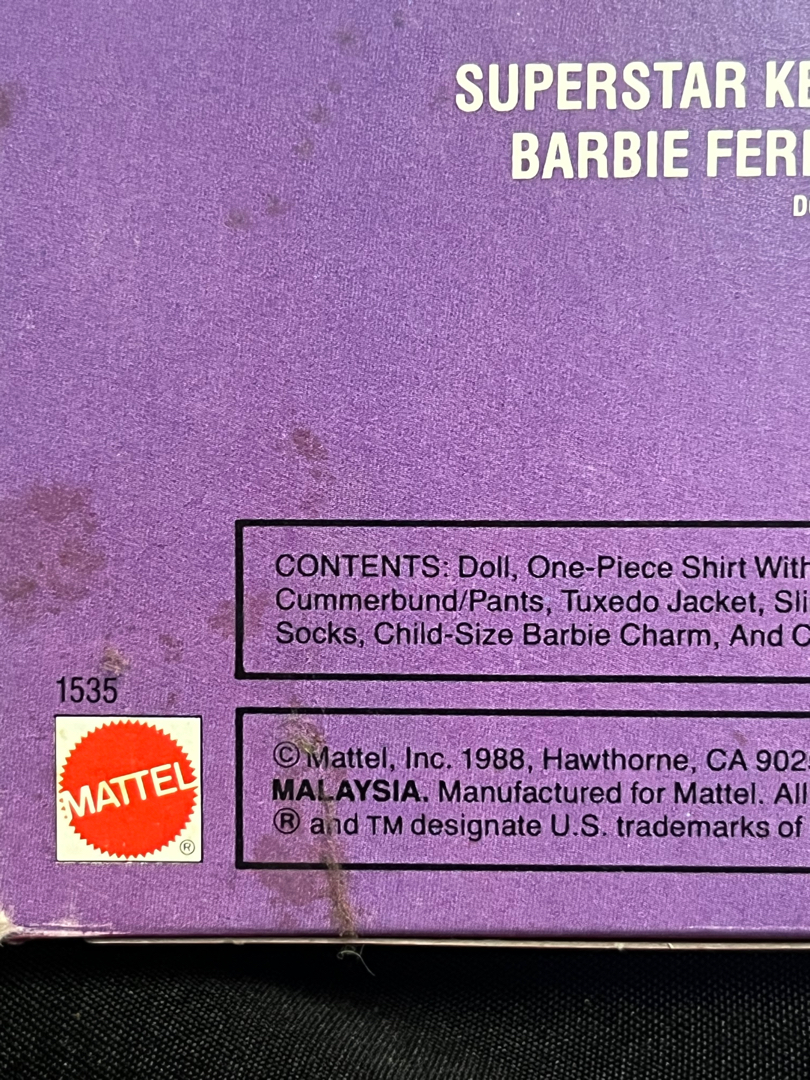 SUPERSTAR KE
BARBIE FER
D
CONTENTS: Doll, One-Piece Shirt With
Cummerbund/Pants, Tuxedo Jacket, Sli
Socks, Child-Size Barbie Charm, And C
1535
MATTEL
®
© Mattel, Inc. 1988, Hawthorne, CA 902
MALAYSIA. Manufactured for Mattel. All
® and TM designate U.S. trademarks of